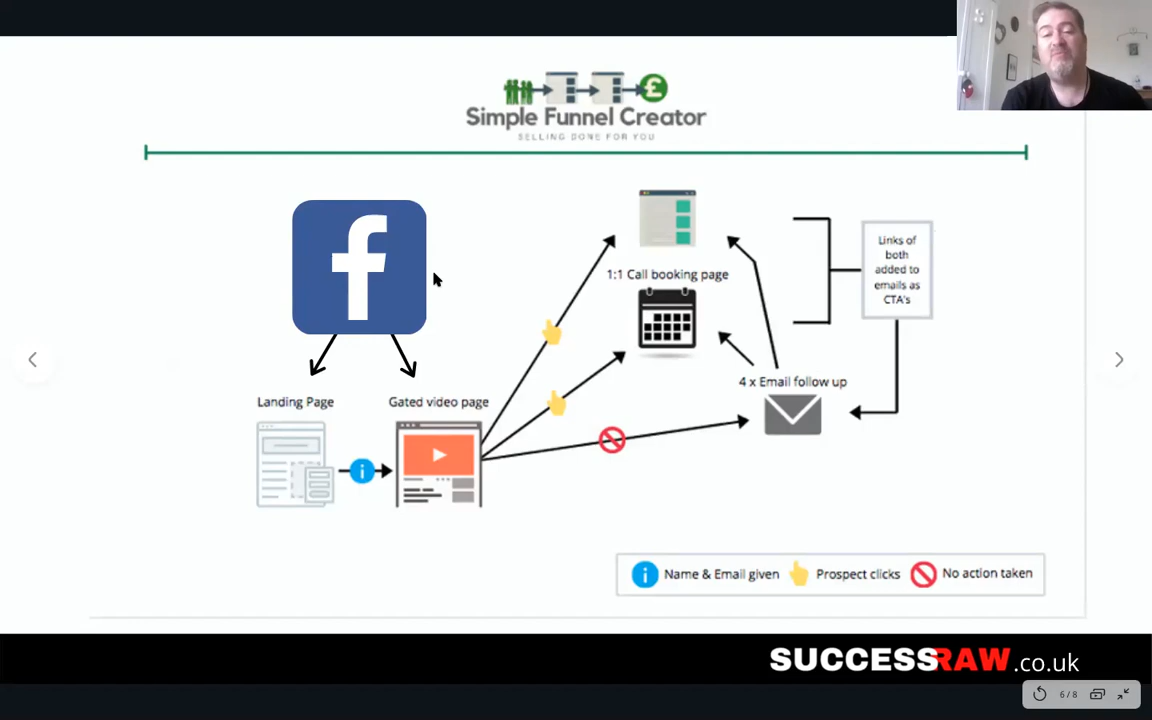 £
Simple Funnel Creator
SELLING DONE FOR YOU
f
1:1 Call booking page
Links of
both
added to
emails as
CTA's
4 x Email follow up
Landing Page
Gated video page
i
i Name & Email given
Prospect clicks
No action taken
SUCCESSRAW.co.uk
6/8